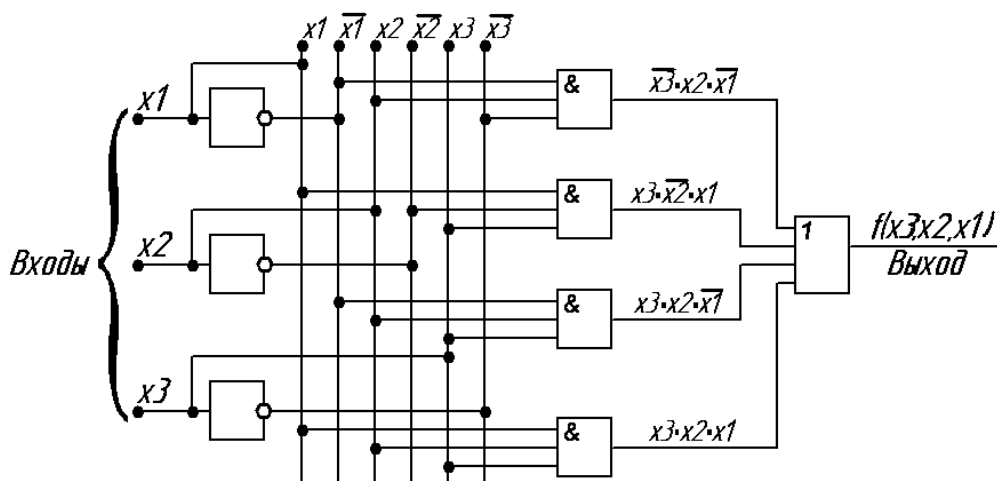 x1 x̅1̅ x2 x̅2̅ x3 x̅3̅
x1
&
x̅3̅·x2·x̅1̅
&
x3·x̅2̅·x1
x2
Входы
1
f(x3,x2,x1)
Выход
&
x3·x2·x̅1̅
x3
&
x3·x2·x1